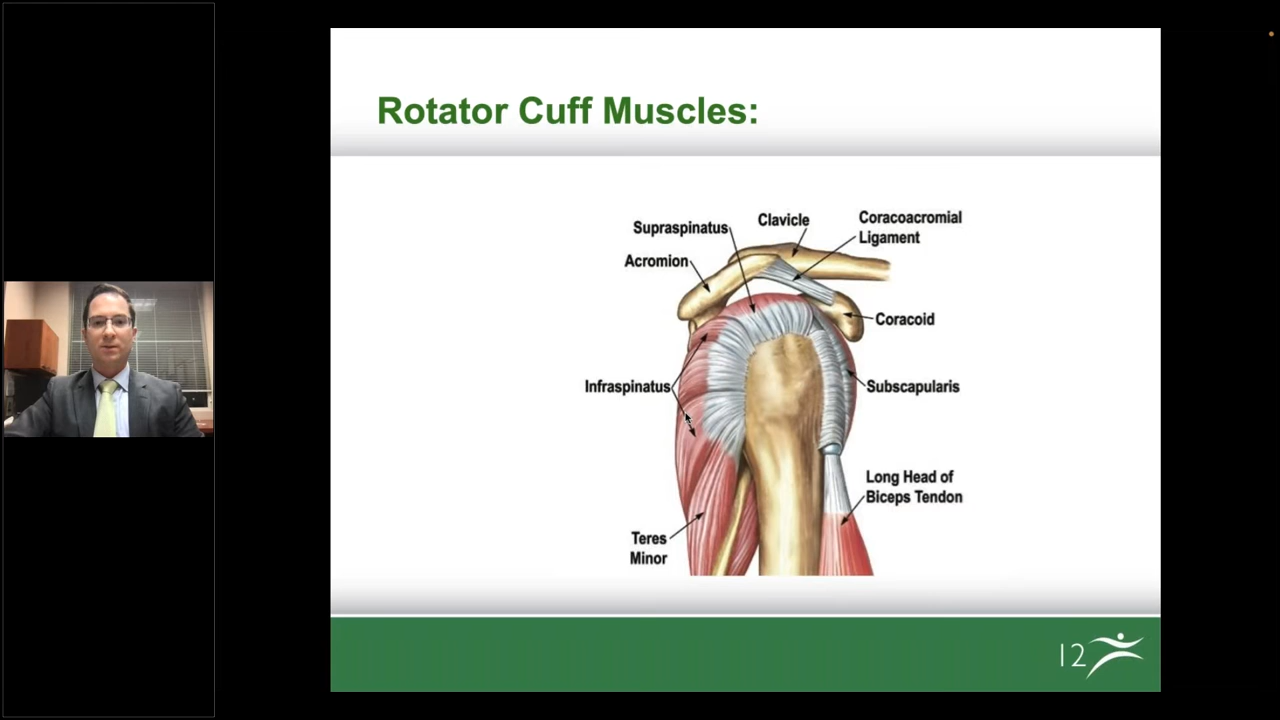 Rotator Cuff Muscles:
Supraspinatus
Clavicle
Coracoacromial
Ligament
Acromion
Coracoid
Infraspinatus
Subscapularis
Long Head of
Biceps Tendon
Teres
Minor
12